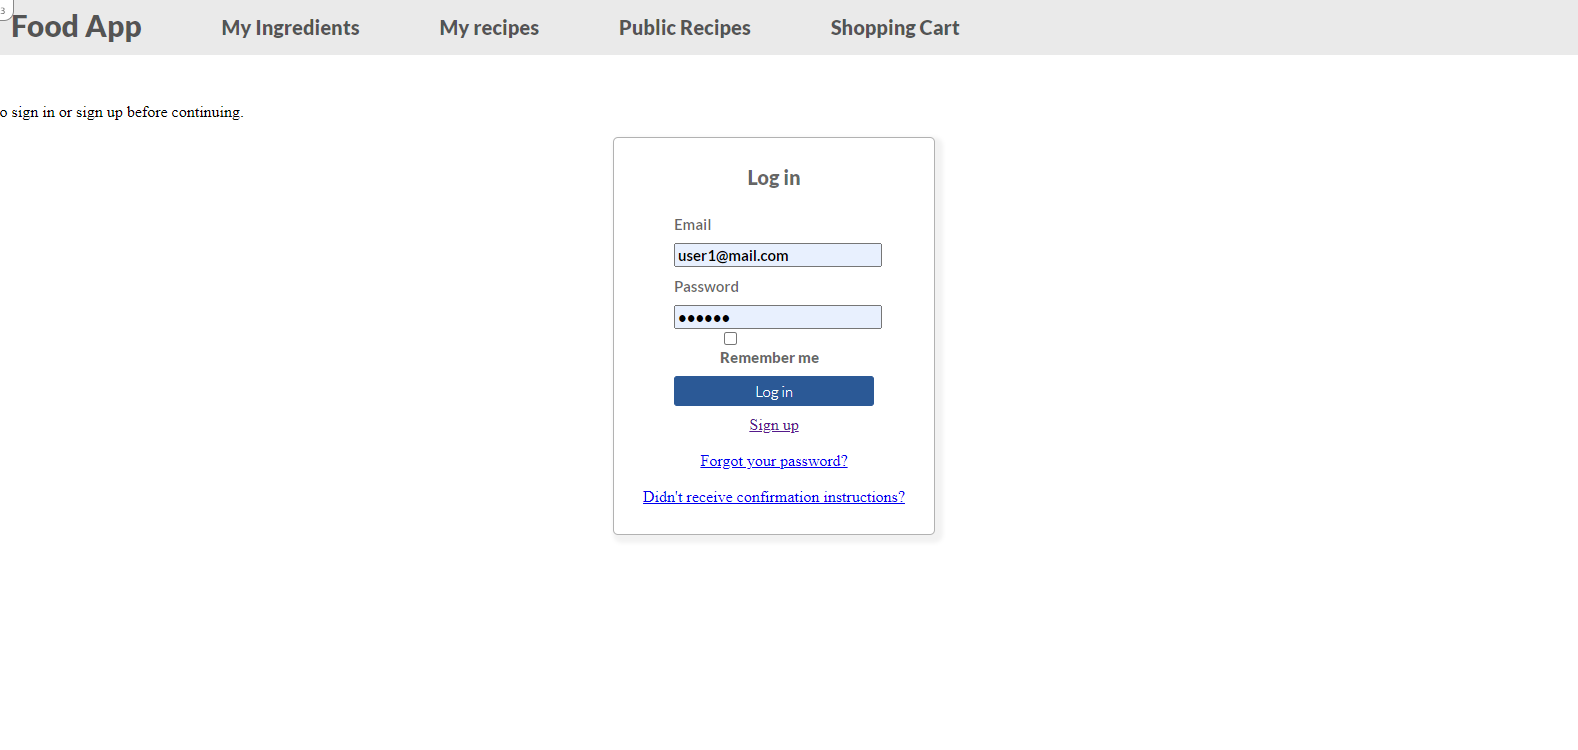 3
Food App My Ingredients My recipes Public Recipes Shopping Cart
o sign in or sign up before continuing.
Log in
Email
user1@mail.com
Password
••••••
Remember me
Log in
Sign up
Forgot your password?
Didn't receive confirmation instructions?